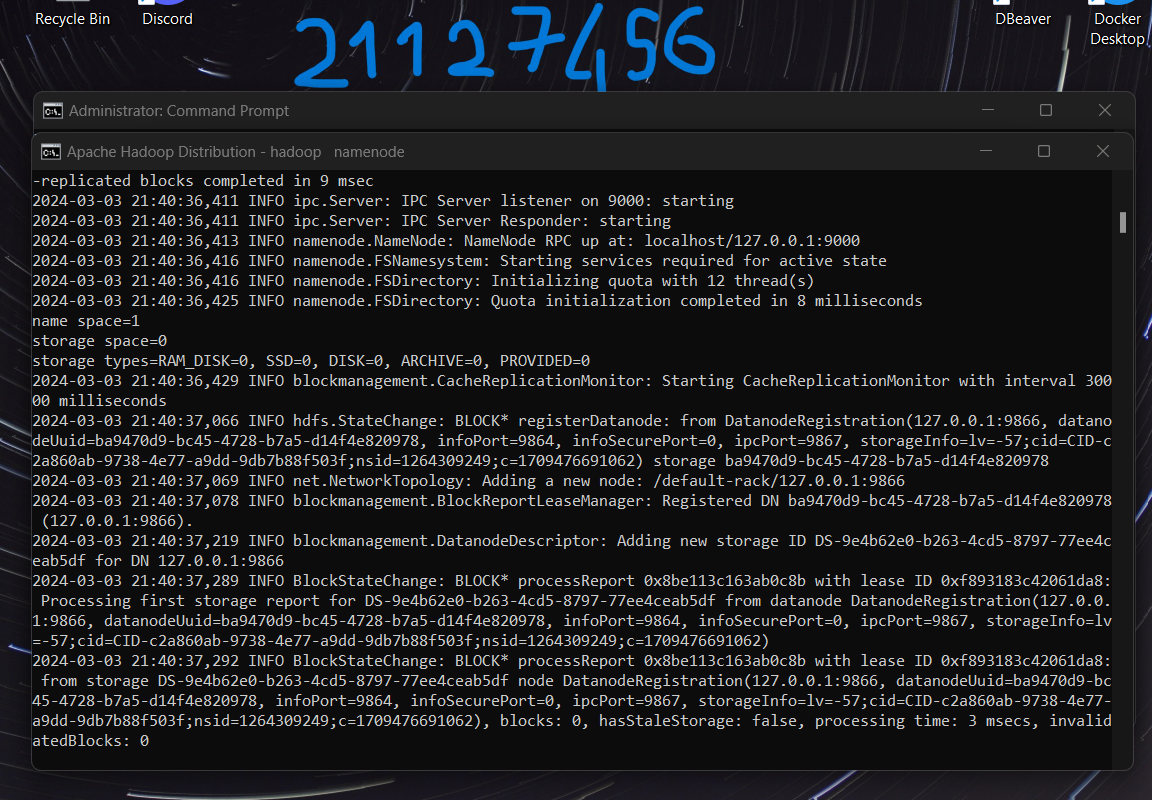 Recycle Bin
Discord
21127456
DBeaver
Docker
Desktop
Administrator: Command Prompt
Apache Hadoop Distribution - hadoop   namenode
-replicated blocks completed in 9 msec
2024-03-03 21:40:36,411 INFO ipc.Server: IPC Server listener on 9000: starting
2024-03-03 21:40:36,411 INFO ipc.Server: IPC Server Responder: starting
2024-03-03 21:40:36,413 INFO namenode.NameNode: NameNode RPC up at: localhost/127.0.0.1:9000
2024-03-03 21:40:36,416 INFO namenode.FSNamesystem: Starting services required for active state
2024-03-03 21:40:36,416 INFO namenode.FSDirectory: Initializing quota with 12 thread(s)
2024-03-03 21:40:36,425 INFO namenode.FSDirectory: Quota initialization completed in 8 milliseconds
name space=1
storage space=0
storage types=RAM_DISK=0, SSD=0, DISK=0, ARCHIVE=0, PROVIDED=0
2024-03-03 21:40:36,429 INFO blockmanagement.CacheReplicationMonitor: Starting CacheReplicationMonitor with interval 300
00 milliseconds
2024-03-03 21:40:37,066 INFO hdfs.StateChange: BLOCK* registerDatanode: from DatanodeRegistration(127.0.0.1:9866, datano
deUuid=ba9470d9-bc45-4728-b7a5-d14f4e820978, infoPort=9864, infoSecurePort=0, ipcPort=9867, storageInfo=lv=-57;cid=CID-c
2a860ab-9738-4e77-a9dd-9db7b88f503f;nsid=1264309249;c=1709476691062) storage ba9470d9-bc45-4728-b7a5-d14f4e820978
2024-03-03 21:40:37,069 INFO net.NetworkTopology: Adding a new node: /default-rack/127.0.0.1:9866
2024-03-03 21:40:37,078 INFO blockmanagement.BlockReportLeaseManager: Registered DN ba9470d9-bc45-4728-b7a5-d14f4e820978
 (127.0.0.1:9866).
2024-03-03 21:40:37,219 INFO blockmanagement.DatanodeDescriptor: Adding new storage ID DS-9e4b62e0-b263-4cd5-8797-77ee4c
eab5df for DN 127.0.0.1:9866
2024-03-03 21:40:37,289 INFO BlockStateChange: BLOCK* processReport 0x8be113c163ab0c8b with lease ID 0xf893183c42061da8:
 Processing first storage report for DS-9e4b62e0-b263-4cd5-8797-77ee4ceab5df from datanode DatanodeRegistration(127.0.0.
1:9866, datanodeUuid=ba9470d9-bc45-4728-b7a5-d14f4e820978, infoPort=9864, infoSecurePort=0, ipcPort=9867, storageInfo=lv
=-57;cid=CID-c2a860ab-9738-4e77-a9dd-9db7b88f503f;nsid=1264309249;c=1709476691062)
2024-03-03 21:40:37,292 INFO BlockStateChange: BLOCK* processReport 0x8be113c163ab0c8b with lease ID 0xf893183c42061da8:
 from storage DS-9e4b62e0-b263-4cd5-8797-77ee4ceab5df node DatanodeRegistration(127.0.0.1:9866, datanodeUuid=ba9470d9-bc
45-4728-b7a5-d14f4e820978, infoPort=9864, infoSecurePort=0, ipcPort=9867, storageInfo=lv=-57;cid=CID-c2a860ab-9738-4e77-
a9dd-9db7b88f503f;nsid=1264309249;c=1709476691062), blocks: 0, hasStaleStorage: false, processing time: 3 msecs, invalid
atedBlocks: 0